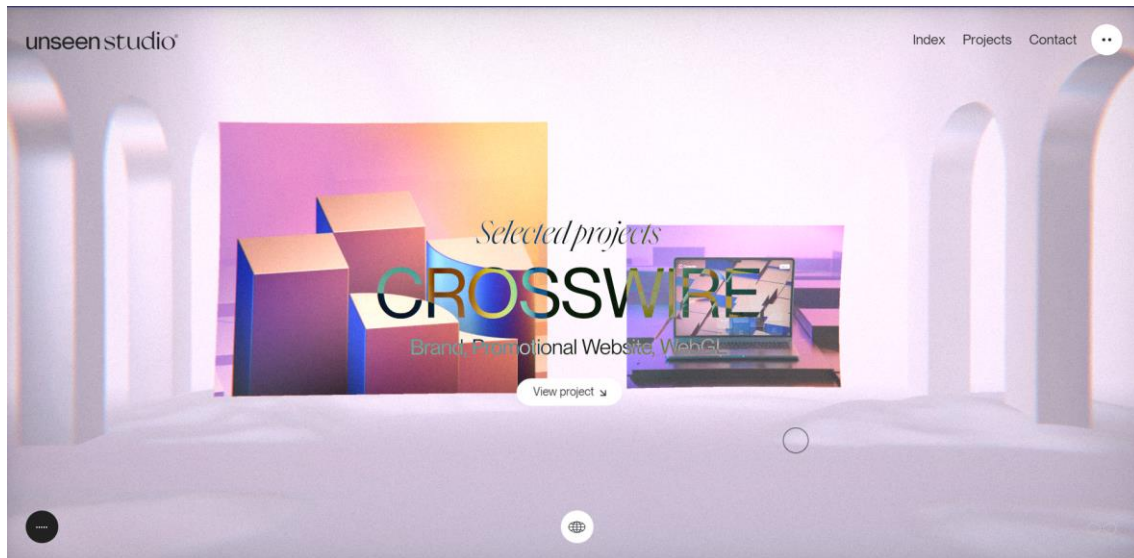 unseen studio®
Index Projects Contact
Selected projects
CROSSWIRE
Brand, Promotional Website, WebGL
View project